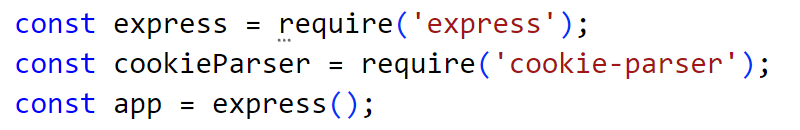 const express = require('express');
const cookieParser = require('cookie-parser');
const app = express();